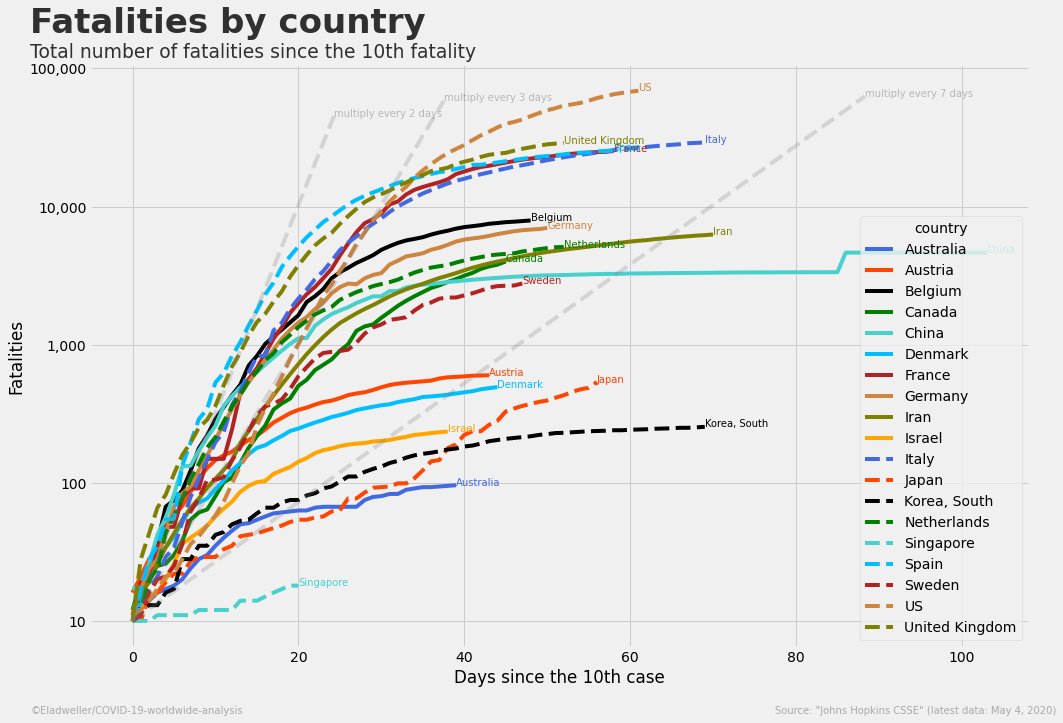 Fatalities by country
Total number of fatalities since the 10th fatality
100,000
10,000
1,000
100
10
Fatalities
multiply every 2 days
multiply every 3 days
multiply every 7 days
US
United Kingdom
Italy
France
Belgium
Germany
Iran
Netherlands
China
Canada
Sweden
Austria
Japan
Denmark
Israel
Korea, South
Australia
Singapore
country
Australia
Austria
Belgium
Canada
China
Denmark
France
Germany
Iran
Israel
Italy
Japan
Korea, South
Netherlands
Singapore
Spain
Sweden
US
United Kingdom
0 20 40 60 80 100
Days since the 10th case
©Eladweller/COVID-19-worldwide-analysis
Source: "Johns Hopkins CSSE" (latest data: May 4, 2020)